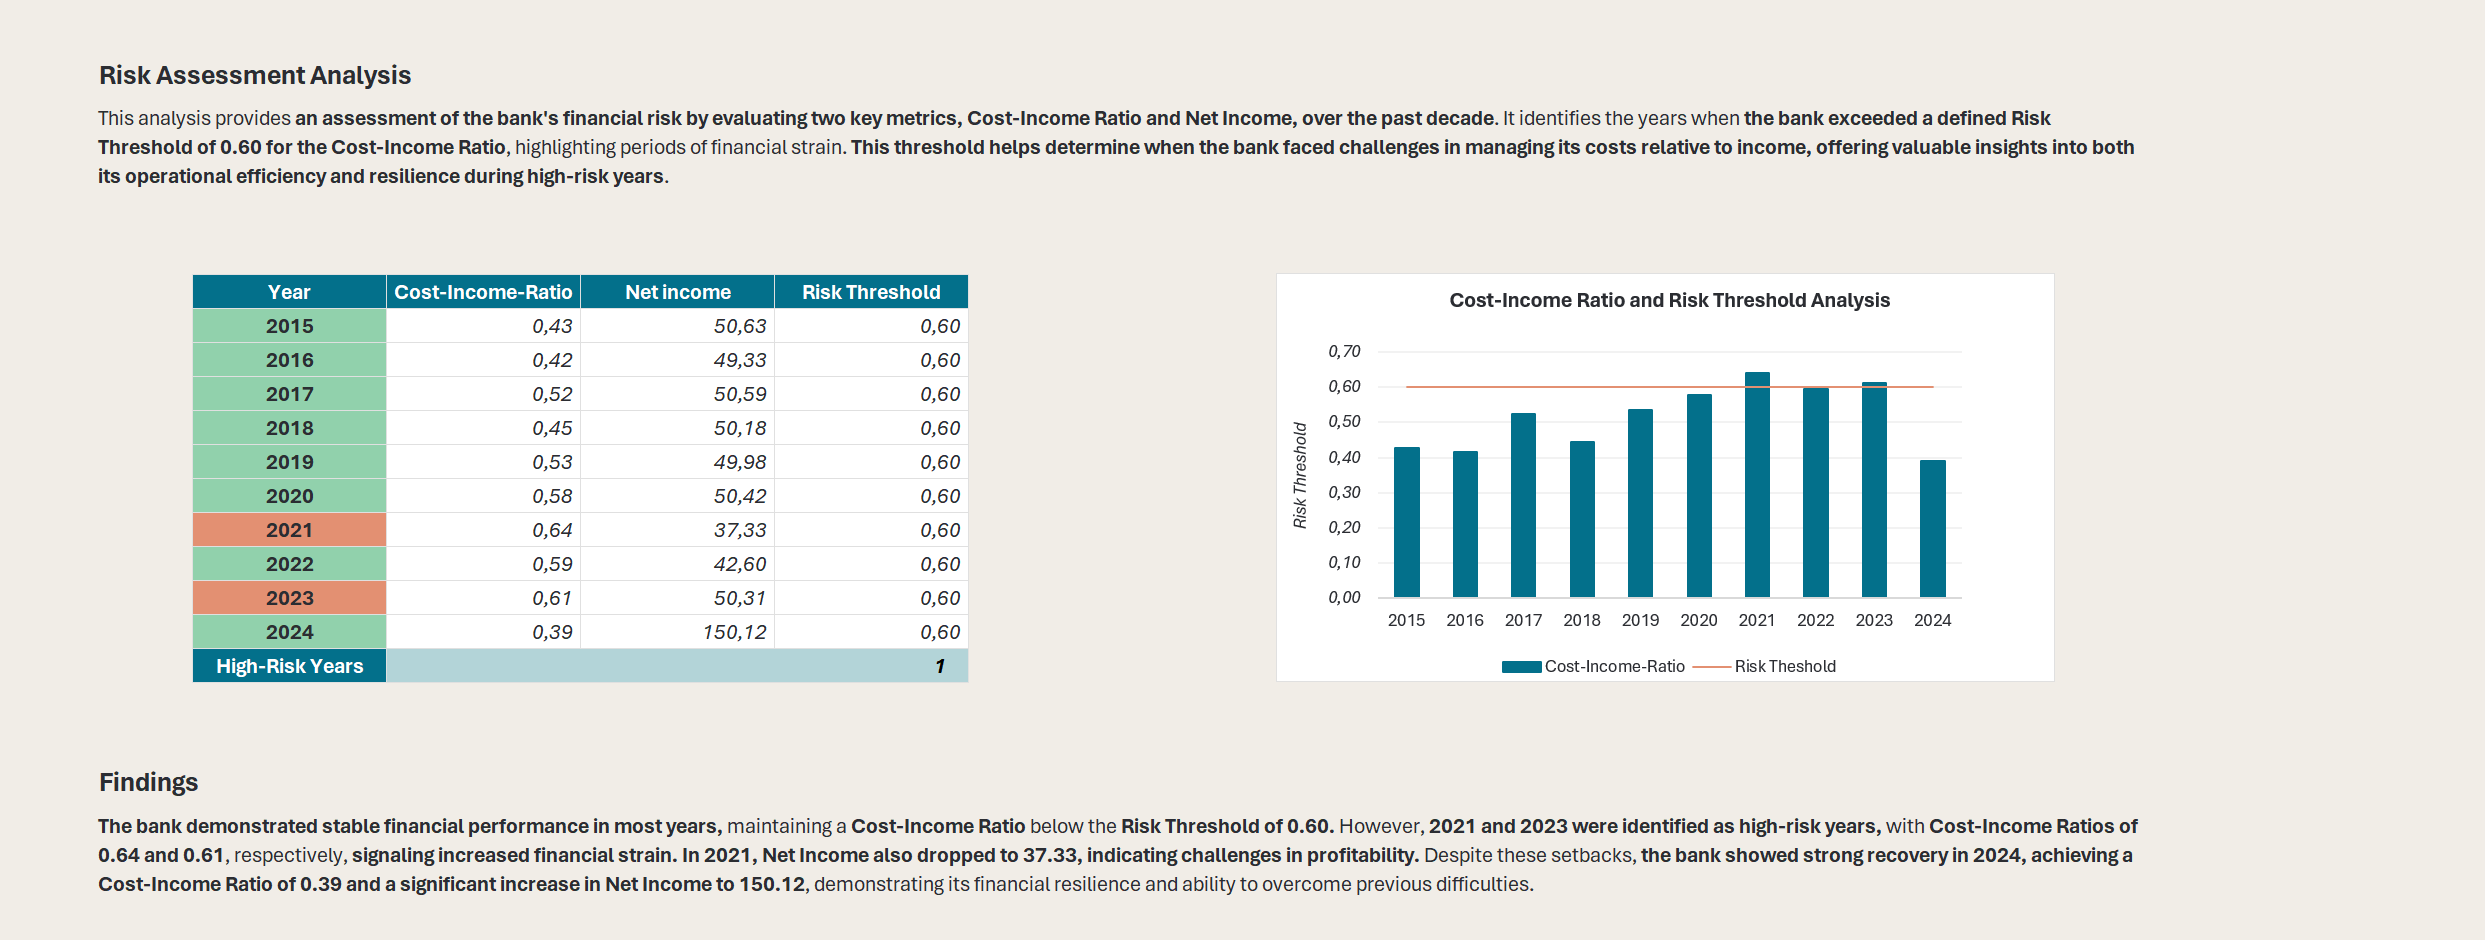 Risk Assessment Analysis
This analysis provides an assessment of the bank's financial risk by evaluating two key metrics, Cost-Income Ratio and Net Income, over the past decade. It identifies the years when the bank exceeded a defined Risk
Threshold of 0.60 for the Cost-Income Ratio, highlighting periods of financial strain. This threshold helps determine when the bank faced challenges in managing its costs relative to income, offering valuable insights into both
its operational efficiency and resilience during high-risk years.
Year Cost-Income-Ratio Net income Risk Threshold
2015 0,43 50,63 0,60
2016 0,42 49,33 0,60
2017 0,52 50,59 0,60
2018 0,45 50,18 0,60
2019 0,53 49,98 0,60
2020 0,58 50,42 0,60
2021 0,64 37,33 0,60
2022 0,59 42,60 0,60
2023 0,61 50,31 0,60
2024 0,39 150,12 0,60
High-Risk Years 1
Cost-Income Ratio and Risk Threshold Analysis
Risk Threshold
0,70
0,60
0,50
0,40
0,30
0,20
0,10
0,00
2015 2016 2017 2018 2019 2020 2021 2022 2023 2024
Cost-Income-Ratio Risk Theshold
Findings
The bank demonstrated stable financial performance in most years, maintaining a Cost-Income Ratio below the Risk Threshold of 0.60. However, 2021 and 2023 were identified as high-risk years, with Cost-Income Ratios of
0.64 and 0.61, respectively, signaling increased financial strain. In 2021, Net Income also dropped to 37.33, indicating challenges in profitability. Despite these setbacks, the bank showed strong recovery in 2024, achieving a
Cost-Income Ratio of 0.39 and a significant increase in Net Income to 150.12, demonstrating its financial resilience and ability to overcome previous difficulties.